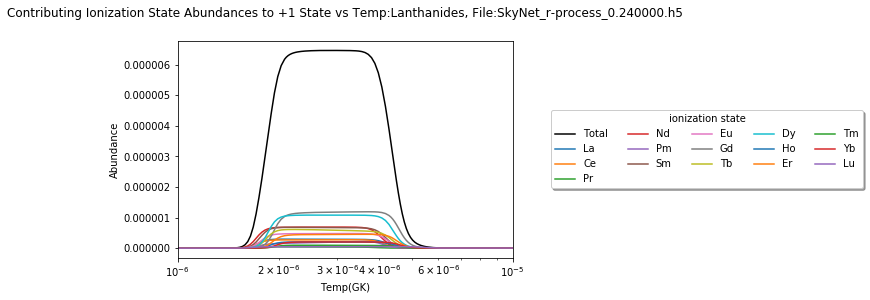 Contributing Ionization State Abundances to +1 State vs Temp:Lanthanides, File:SkyNet_r-process_0.240000.h5
0.000006
0.000005
0.000004
0.000003
0.000002
0.000001
0.000000
Abundance
10⁻⁶
2 × 10⁻⁶
3 × 10⁻⁶
4 × 10⁻⁶
6 × 10⁻⁶
10⁻⁵
Temp(GK)
ionization state
Total Nd Eu Dy Tm
La Pm Gd Ho Yb
Ce Sm Tb Er Lu
Pr